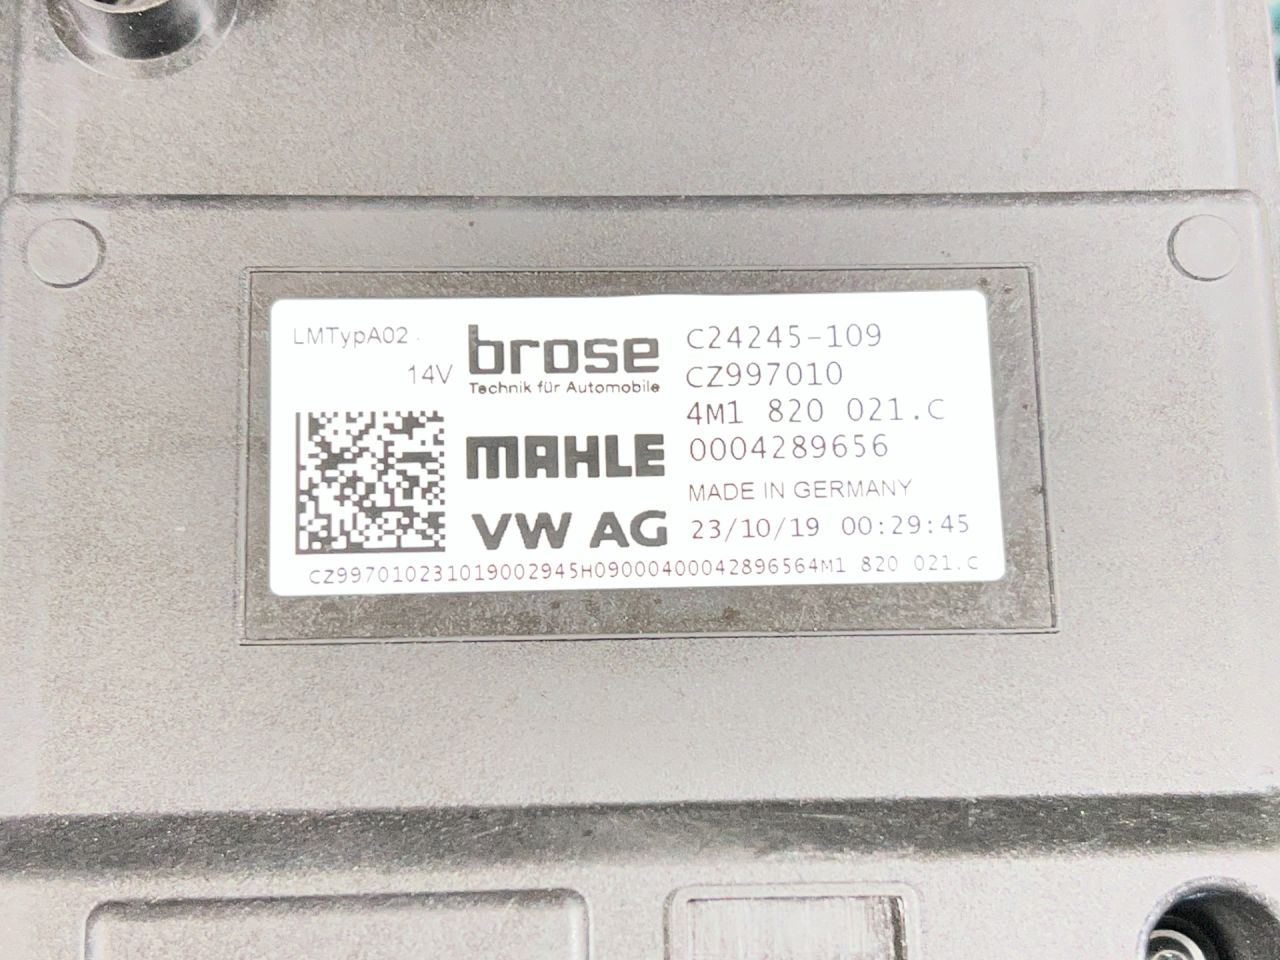 LMTypA02
14V
brose
Technik für Automobile
MAHLE
VW AG
C24245-109
CZ997010
4M1 820 021.C
0004289656
MADE IN GERMANY
23/10/19 00:29:45
CZ997010231019002945H09000400042896564M1 820 021.C